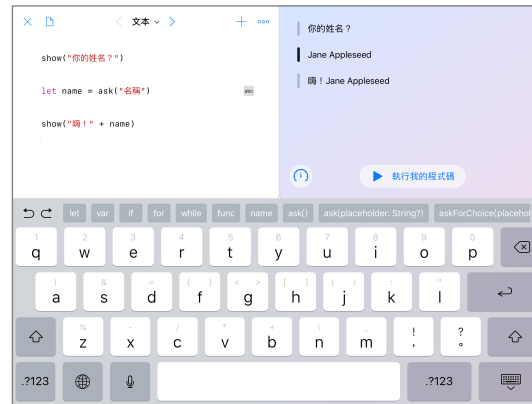 文本
show("你的姓名？")
let name = ask("名稱")
abc
show("嗨！" + name)
你的姓名？
Jane Appleseed
嗨！Jane Appleseed
執行我的程式碼
let var if for while func name ask() ask(placeholder: String?) askForChoice(placehol
1 2 3 4 5 6 7 8 9 0
q w e r t y u i o p
) & = { } < > [ ] ( ) : "
a s d f g h j k l
% - / * + \ _ ! ?
z x c v b n m , 。
.?123 .?123